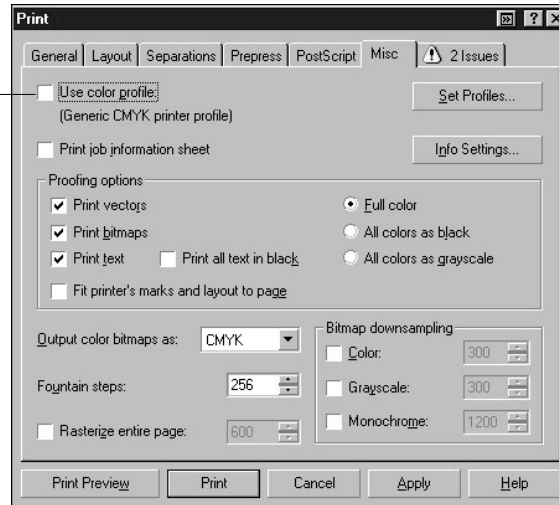 Print
General Layout Separations Prepress PostScript Misc 2 Issues
Use color profile: Set Profiles...
(Generic CMYK printer profile)
Print job information sheet Info Settings...
Proofing options
Print vectors Full color
Print bitmaps All colors as black
Print text Print all text in black All colors as grayscale
Fit printer's marks and layout to page
Output color bitmaps as: CMYK Bitmap downsampling
Color: 300
Fountain steps: 256 Grayscale: 300
Rasterize entire page: 600 Monochrome: 1200
Print Preview Print Cancel Apply Help